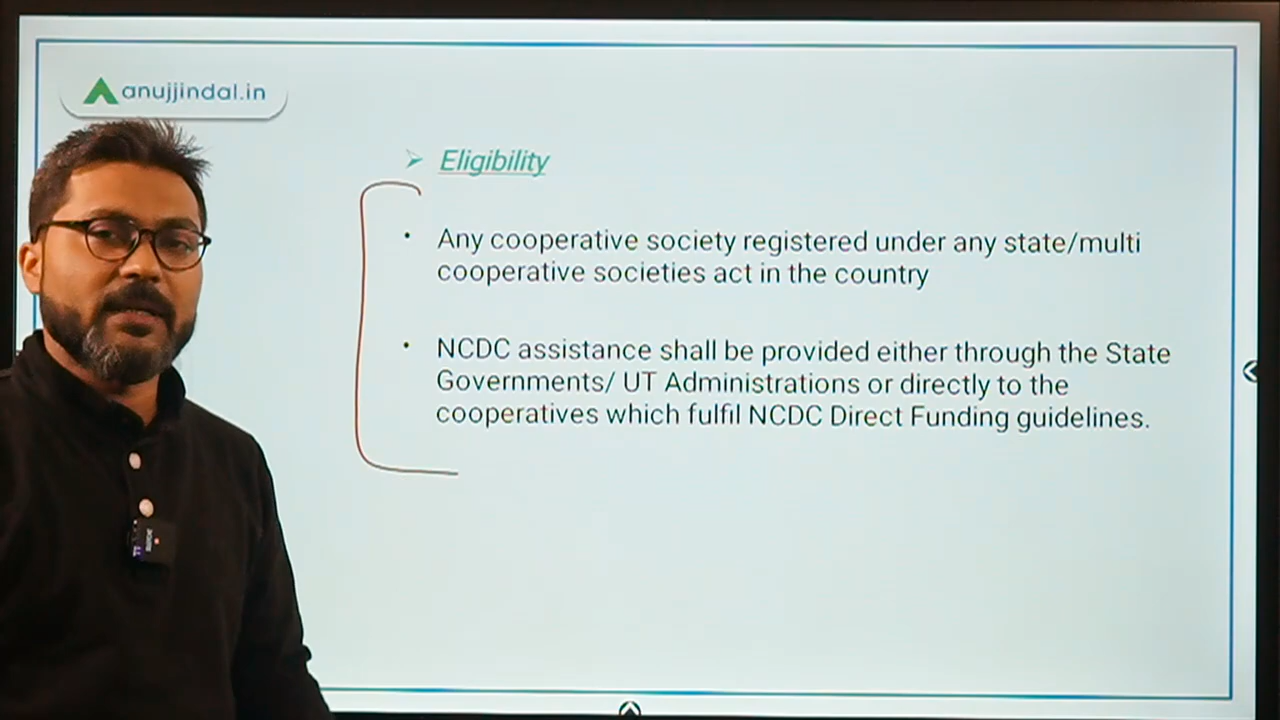 anujjindal.in
Eligibility
Any cooperative society registered under any state/multi
cooperative societies act in the country
NCDC assistance shall be provided either through the State
Governments/ UT Administrations or directly to the
cooperatives which fulfil NCDC Direct Funding guidelines.